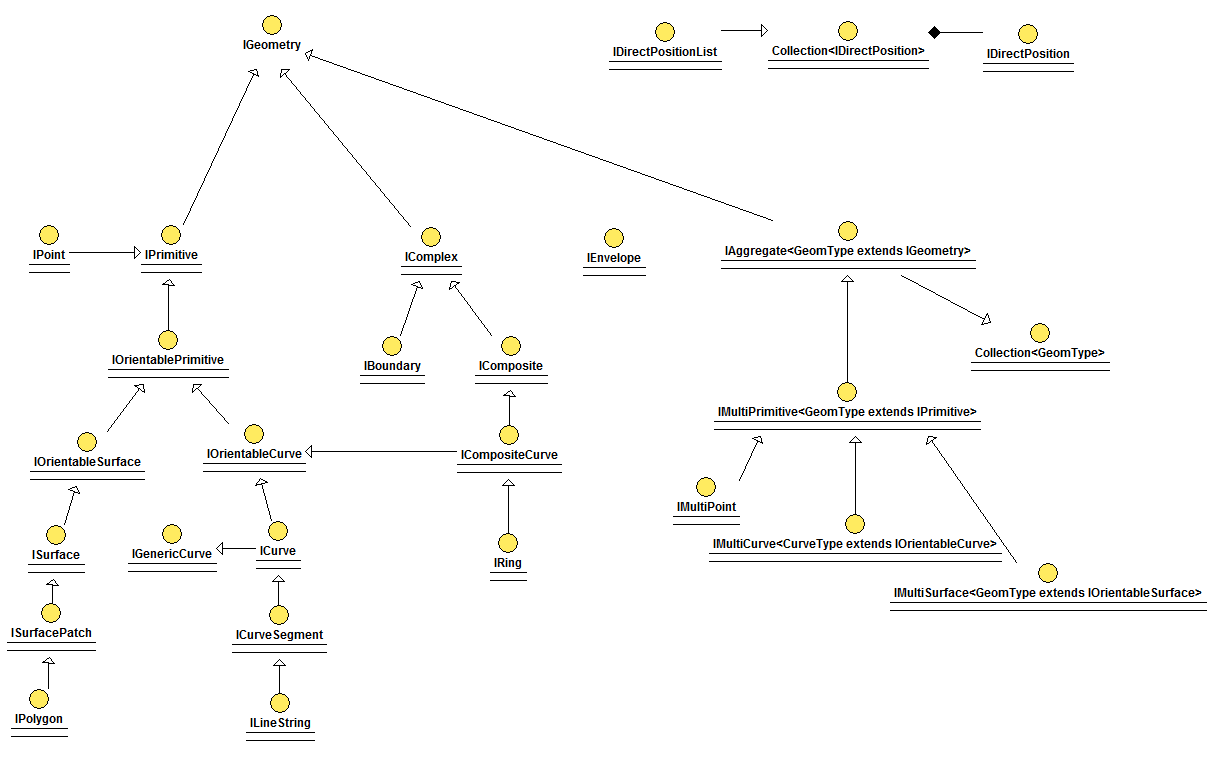 IGeometry
IDirectPositionList
Collection<IDirectPosition>
IDirectPosition
IPoint
IPrimitive
IComplex
IEnvelope
IAggregate<GeomType extends IGeometry>
IOrientablePrimitive
IBoundary
IComposite
Collection<GeomType>
IMultiPrimitive<GeomType extends IPrimitive>
IOrientableSurface
IOrientableCurve
ICompositeCurve
IMultiPoint
ISurface
IGenericCurve
ICurve
IRing
IMultiCurve<CurveType extends IOrientableCurve>
IMultiSurface<GeomType extends IOrientableSurface>
ISurfacePatch
ICurveSegment
IPolygon
ILineString